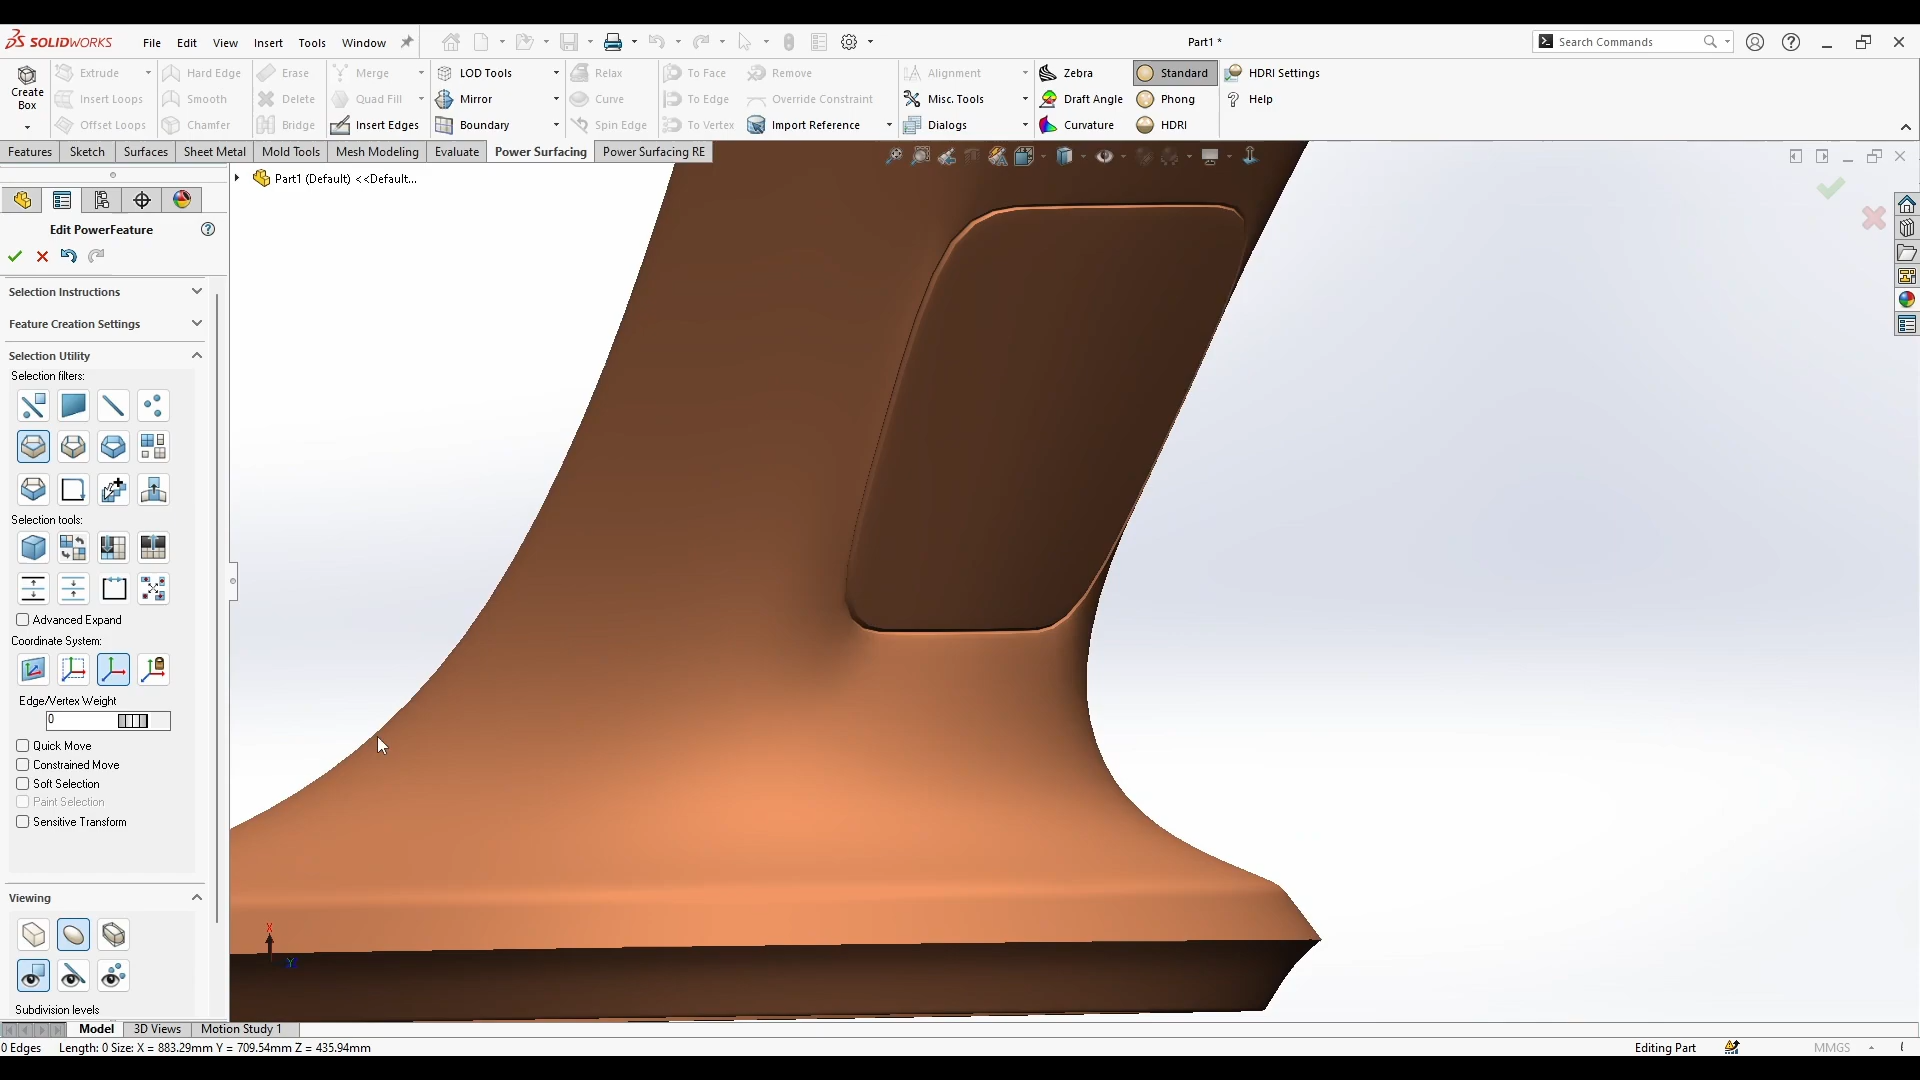 SOLIDWORKS File Edit View Insert Tools Window Part1 * Search Commands
Extrude Hard Edge Erase Merge LOD Tools Relax To Face Remove Alignment Zebra Standard HDRI Settings
Create Box
Insert Loops Smooth Delete Quad Fill Mirror Curve To Edge Override Constraint Misc. Tools Draft Angle Phong Help
Offset Loops Chamfer Bridge Insert Edges Boundary Spin Edge To Vertex Import Reference Dialogs Curvature HDRI
Features Sketch Surfaces Sheet Metal Mold Tools Mesh Modeling Evaluate Power Surfacing Power Surfacing RE
Part1 (Default) <<Default...
Edit PowerFeature
Selection Instructions
Feature Creation Settings
Selection Utility
Selection filters:
Selection tools:
Advanced Expand
Coordinate System:
Edge/Vertex Weight
0
Quick Move
Constrained Move
Soft Selection
Paint Selection
Sensitive Transform
Viewing
X
Y
Subdivision levels
Model 3D Views Motion Study 1
0 Edges Length: 0 Size: X = 883.29mm Y = 709.54mm Z = 435.94mm Editing Part MMGS